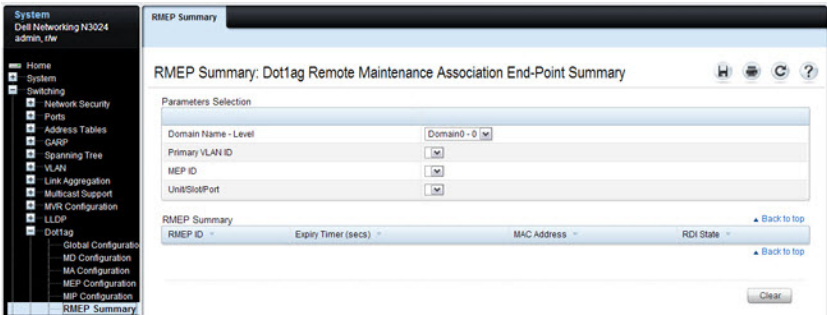 System
Dell Networking N3024
admin, r/w
Home
System
Switching
Network Security
Ports
Address Tables
GARP
Spanning Tree
VLAN
Link Aggregation
Multicast Support
MVR Configuration
LLDP
Dot1ag
Global Configuratio
MD Configuration
MA Configuration
MEP Configuration
MIP Configuration
RMEP Summary
RMEP Summary
RMEP Summary: Dot1ag Remote Maintenance Association End-Point Summary
?
Parameters Selection
Domain Name - Level Domain0 - 0
Primary VLAN ID
MEP ID
Unit/Slot/Port
RMEP Summary Back to top
RMEP ID Expiry Timer (secs) MAC Address RDI State
Back to top
Clear